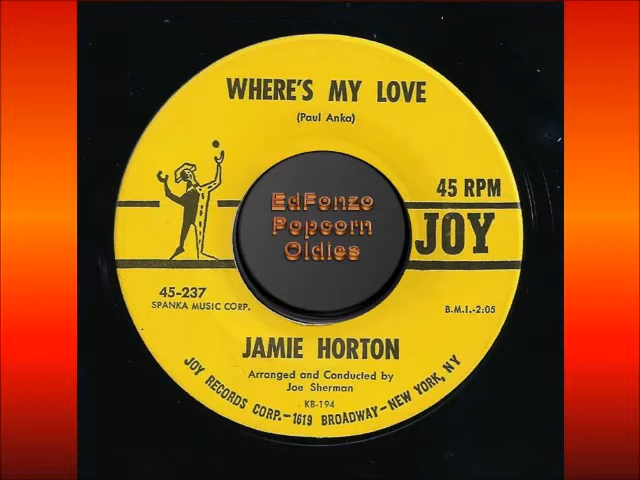 WHERE'S MY LOVE
(Paul Anka)
45 RPM
EdFonzo
Popcorn
Oldies
JOY
45-237
SPANKA MUSIC CORP.
B.M.I.-2:05
JAMIE HORTON
Arranged and Conducted by
Joe Sherman
KB-194
JOY RECORDS CORP.—1619 BROADWAY—NEW YORK, NY